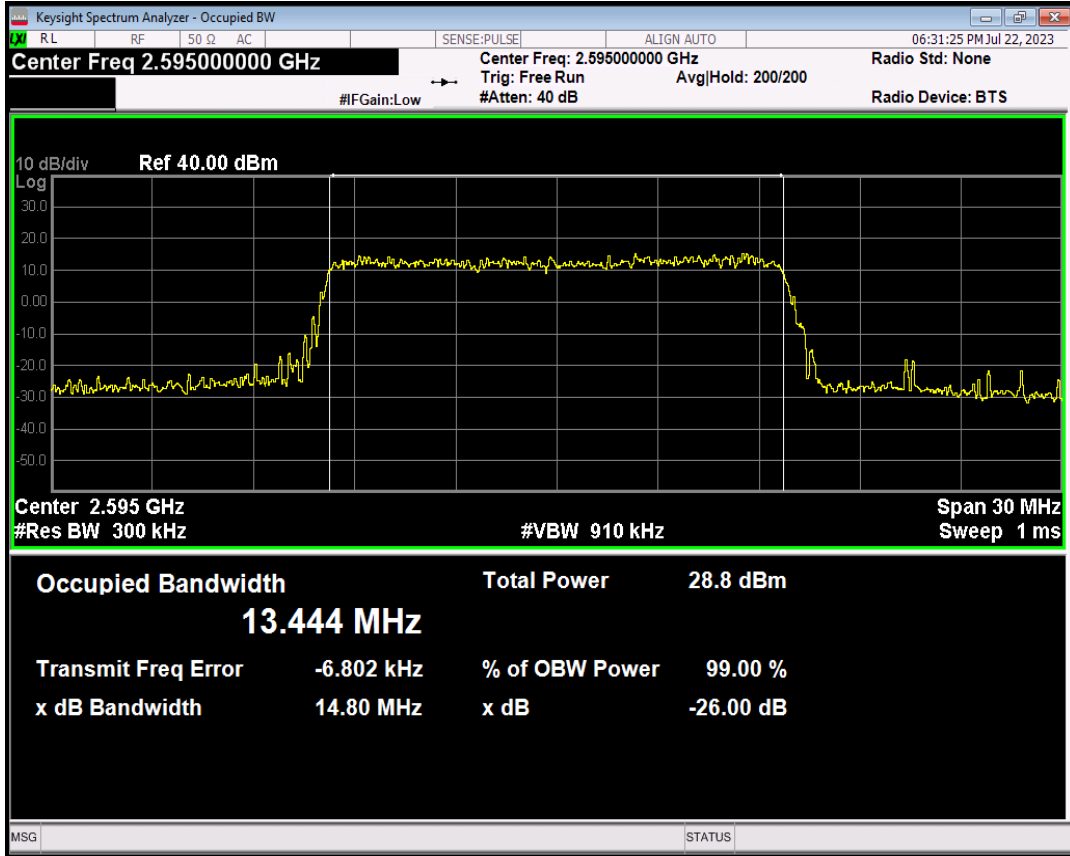 Keysight Spectrum Analyzer - Occupied BW
LXI RL RF 50 Ω AC SENSE:PULSE ALIGN AUTO 06:31:25 PM Jul 22, 2023
Center Freq 2.595000000 GHz Center Freq: 2.595000000 GHz Radio Std: None
Trig: Free Run Avg|Hold: 200/200
#IFGain:Low #Atten: 40 dB Radio Device: BTS
10 dB/div Ref 40.00 dBm
Log
30.0
20.0
10.0
0.00
-10.0
-20.0
-30.0
-40.0
-50.0
Center 2.595 GHz Span 30 MHz
#Res BW 300 kHz #VBW 910 kHz Sweep 1 ms
Occupied Bandwidth Total Power 28.8 dBm
13.444 MHz
Transmit Freq Error -6.802 kHz % of OBW Power 99.00 %
x dB Bandwidth 14.80 MHz x dB -26.00 dB
MSG STATUS